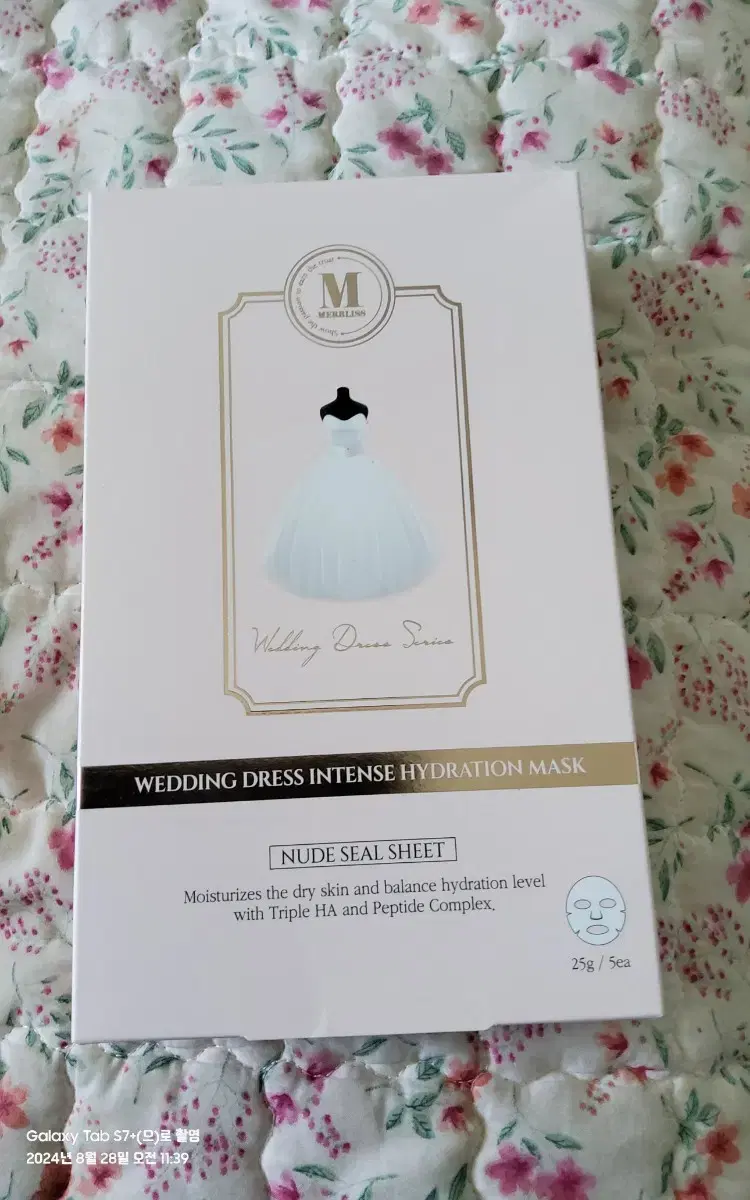 M
MERBLISS
Wedding Dress Series
WEDDING DRESS INTENSE HYDRATION MASK
NUDE SEAL SHEET
Moisturizes the dry skin and balance hydration level
with Triple HA and Peptide Complex.
25g / 5ea
Galaxy Tab S7+(으)로 촬영
2024년 8월 28일 오전 11:39